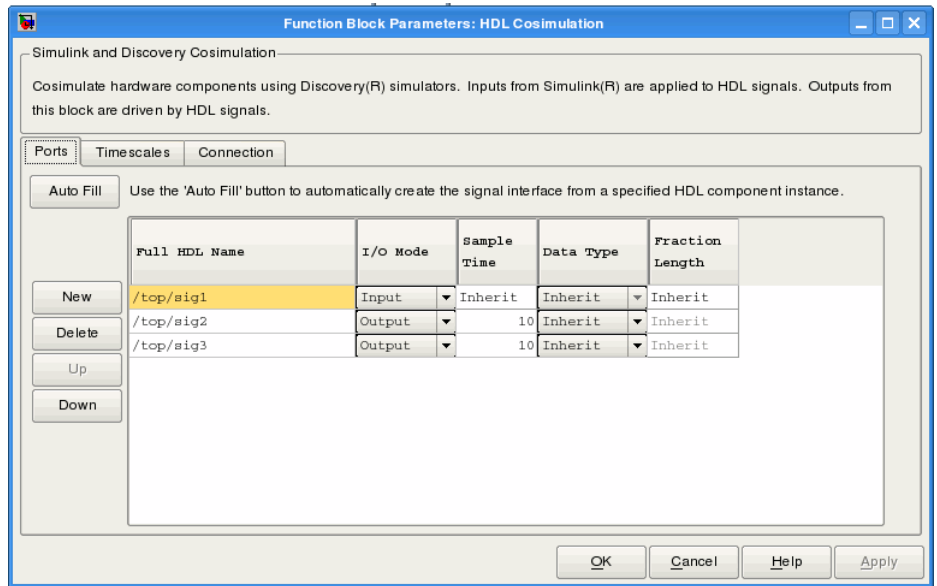 Function Block Parameters: HDL Cosimulation
Simulink and Discovery Cosimulation
Cosimulate hardware components using Discovery(R) simulators. Inputs from Simulink(R) are applied to HDL signals. Outputs from
this block are driven by HDL signals.
Ports Timescales Connection
Auto Fill Use the 'Auto Fill' button to automatically create the signal interface from a specified HDL component instance.
Full HDL Name I/O Mode Sample Time Data Type Fraction Length
New /top/sig1 Input Inherit Inherit Inherit
/top/sig2 Output 10 Inherit Inherit
Delete
/top/sig3 Output 10 Inherit Inherit
Up
Down
OK Cancel Help Apply